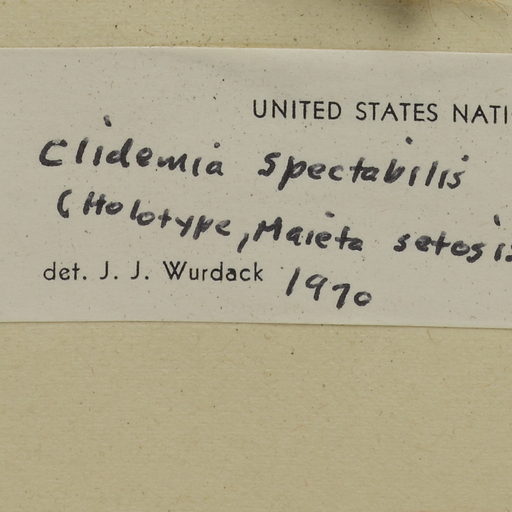 UNITED STATES NATI
Clidemia spectabilis
(Holotype, Maieta setosis
det. J. J. Wurdack 1970